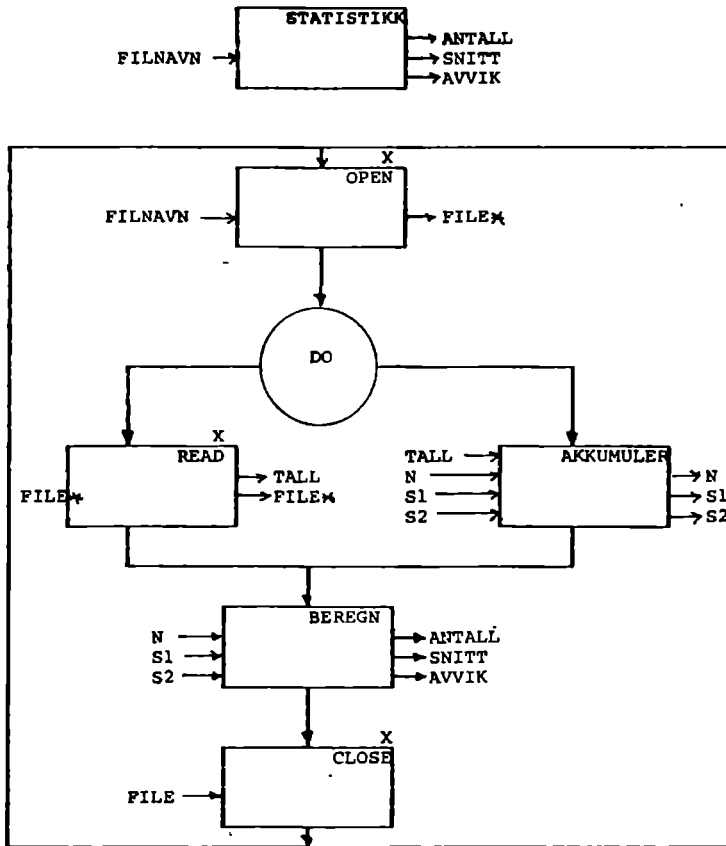 STATISTIKK
FILNAVN
ANTALL
SNITT
AVVIK
X
OPEN
FILNAVN
FILE*
DO
X
READ
FILE*
TALL
FILE*
AKKUMULER
TALL
N
S1
S2
N
S1
S2
BEREGN
N
S1
S2
ANTALL
SNITT
AVVIK
X
CLOSE
FILE